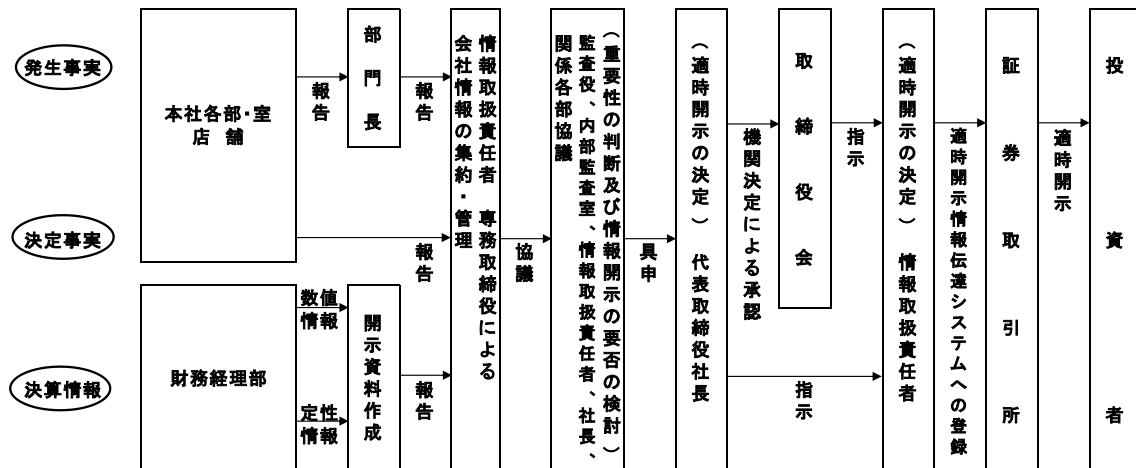 発生事実
決定事実
決算情報
本社各部・室
店 舗
財務経理部
報告
数値
情報
定性
情報
部門長
開示資料作成
報告
報告
報告
情報取扱責任者 専務取締役による
会社情報の集約・管理
協議
（重要性の判断及び情報開示の要否の検討）
監査役、内部監査室、情報取扱責任者、社長、
関係各部協議
具申
（適時開示の決定） 代表取締役社長
機関決定による承認
取締役会
指示
指示
（適時開示の決定） 情報取扱責任者
適時開示情報伝達システムへの登録
証券取引所
適時開示
投資者